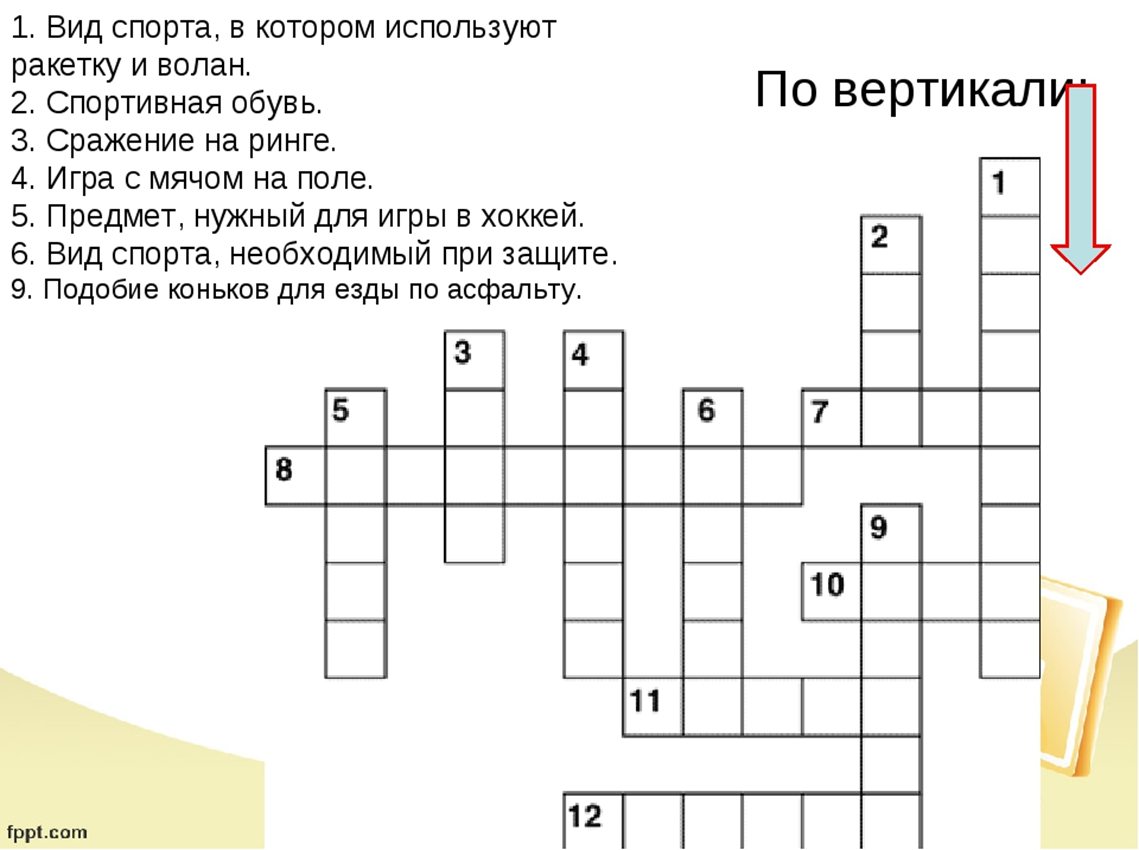 1. Вид спорта, в котором используют
ракетку и волан.
2. Спортивная обувь.
3. Сражение на ринге.
4. Игра с мячом на поле.
5. Предмет, нужный для игры в хоккей.
6. Вид спорта, необходимый при защите.
9. Подобие коньков для езды по асфальту.
По вертикали:
1
2
3
4
5
6
7
8
9
10
11
12
fppt.com